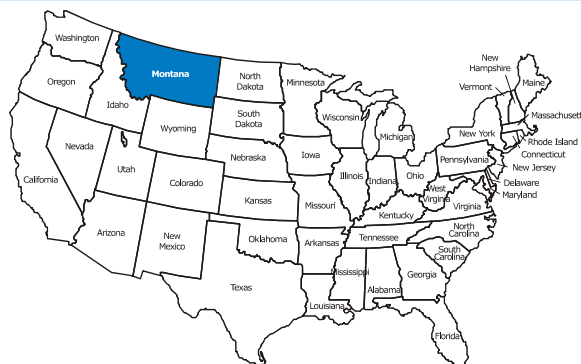 Washington
Montana
North
Dakota
Minnesota
New
Hampshire
Vermont
Maine
Oregon
Idaho
Wyoming
South
Dakota
Wisconsin
Michigan
New York
Massachusett
Rhode Island
Connecticut
New Jersey
Delaware
Maryland
Nevada
Utah
Colorado
Nebraska
Iowa
Illinois
Indiana
Ohio
Pennsylvania
West
Virginia
Virginia
California
Kansas
Missouri
Kentucky
North
Carolina
Arizona
New
Mexico
Oklahoma
Arkansas
Tennessee
South
Carolina
Texas
Mississippi
Alabama
Georgia
Louisiana
Florida